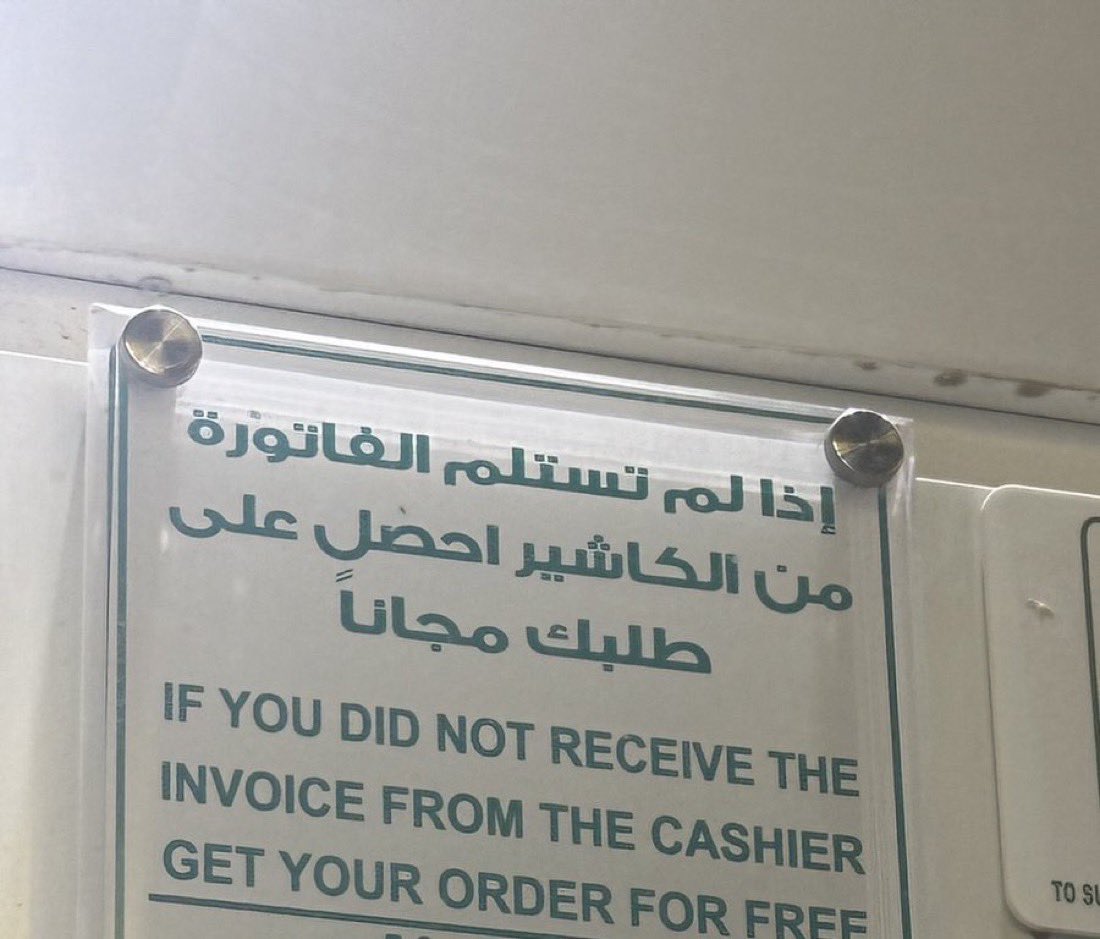 إذا لم تستلم الفاتورة
من الكاشير احصل على
طلبك مجاناً
IF YOU DID NOT RECEIVE THE
INVOICE FROM THE CASHIER
GET YOUR ORDER FOR FREE
TO